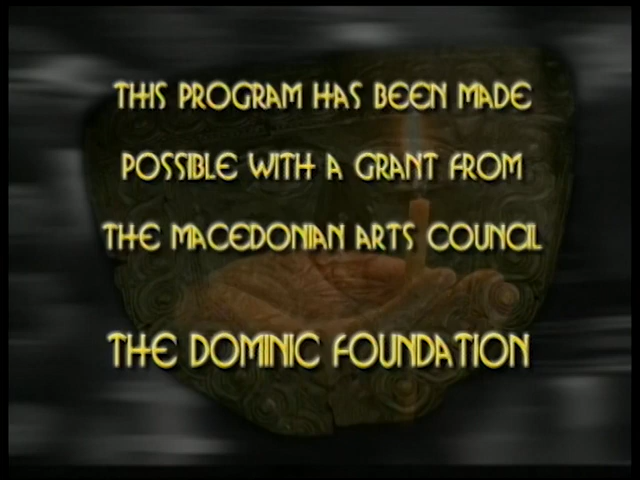 THIS PROGRAM HAS BEEN MADE
POSSIBLE WITH A GRANT FROM
THE MACEDONIAN ARTS COUNCIL
THE DOMINIC FOUNDATION